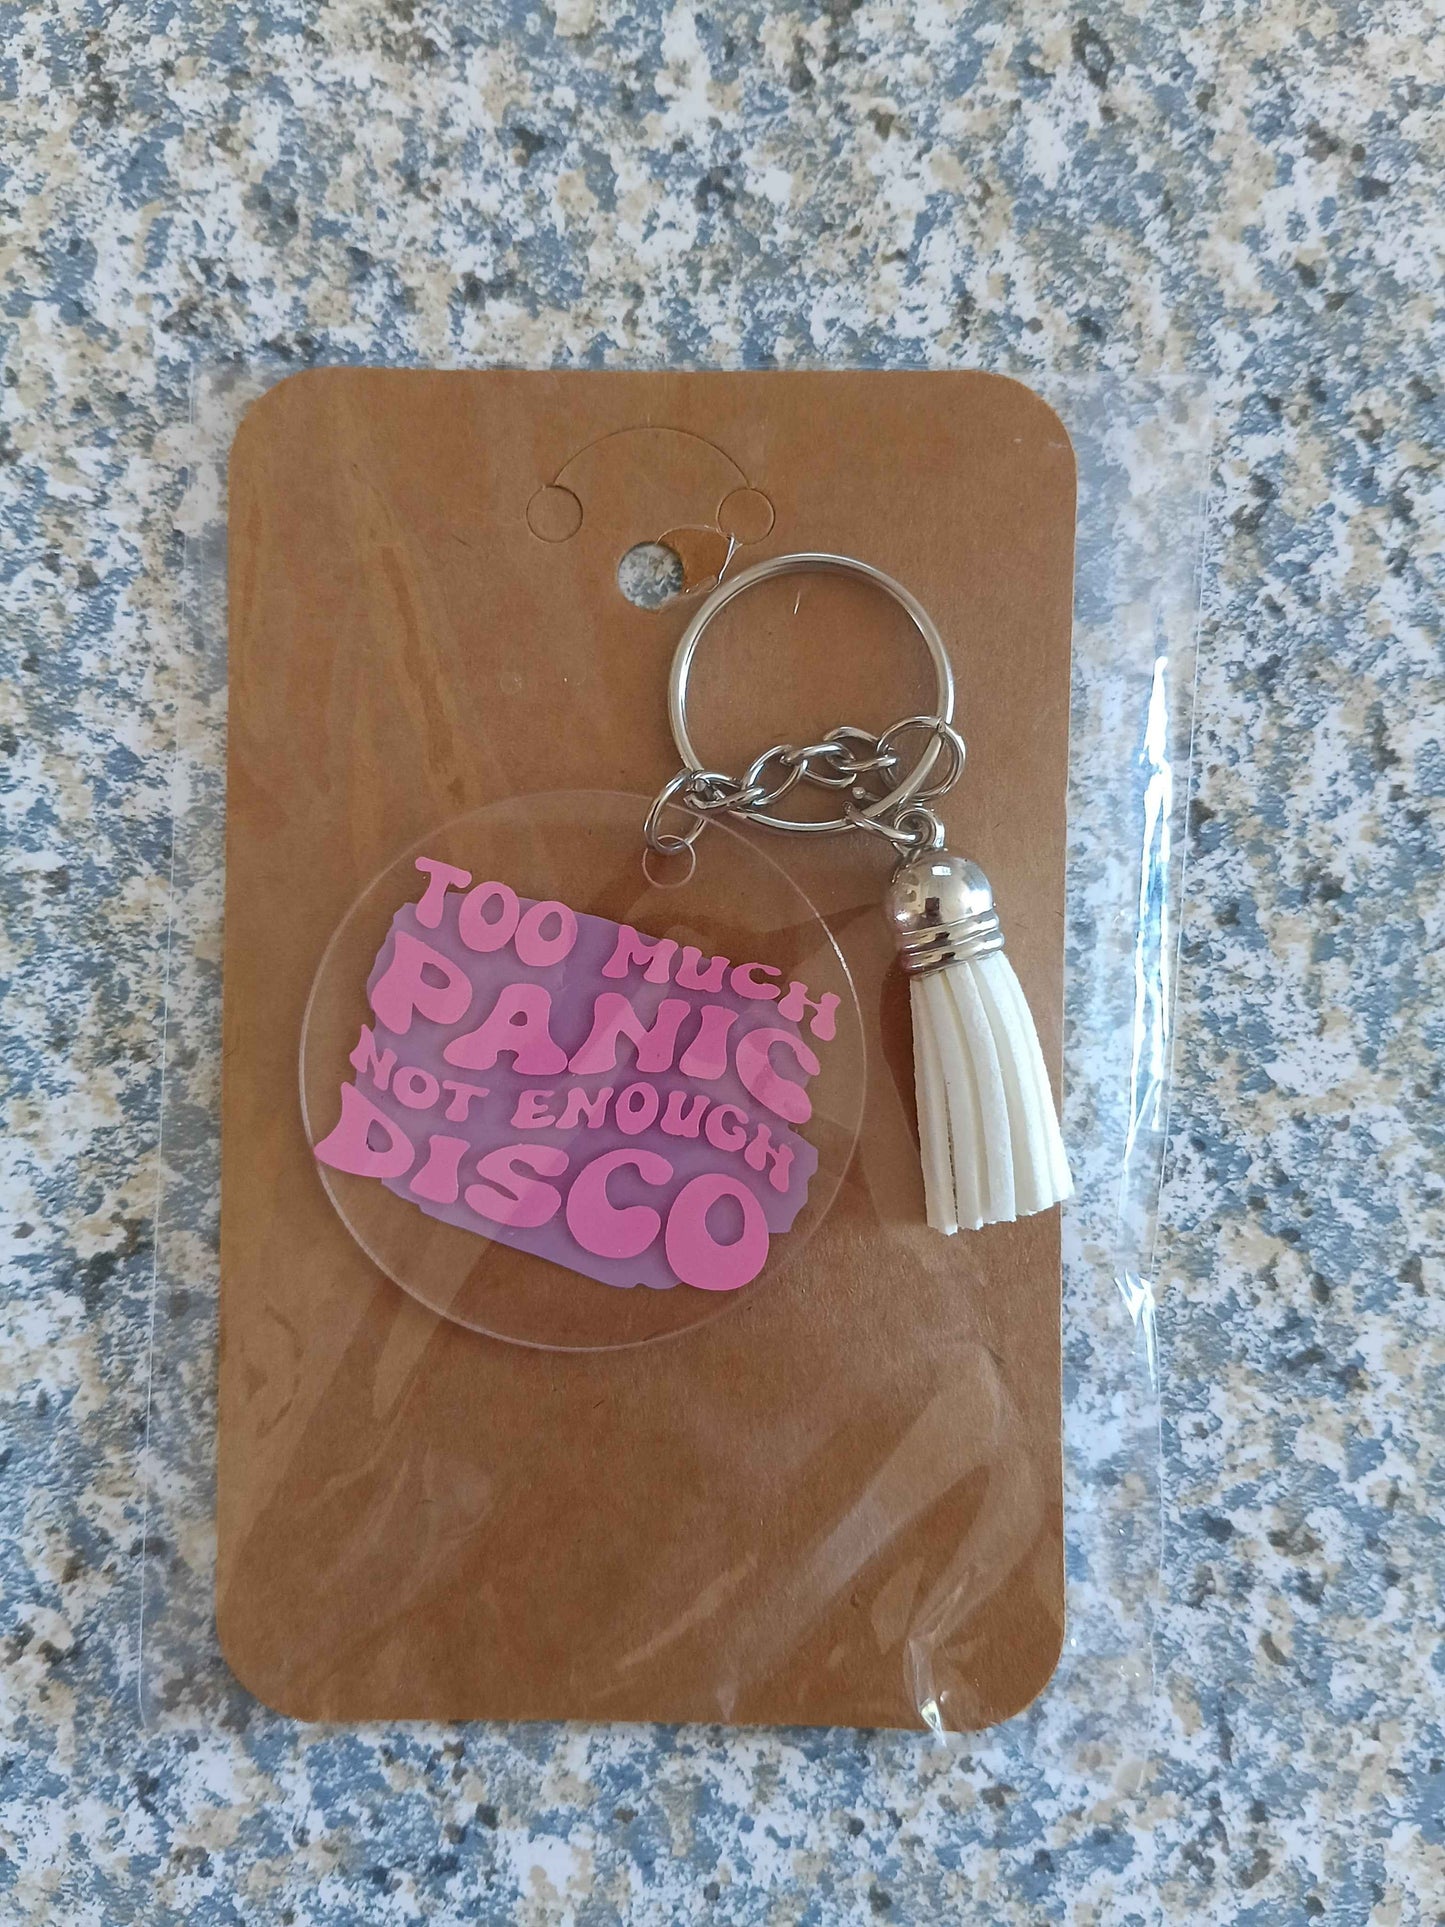 TOO MUCH
PANIC
NOT ENOUGH
DISCO